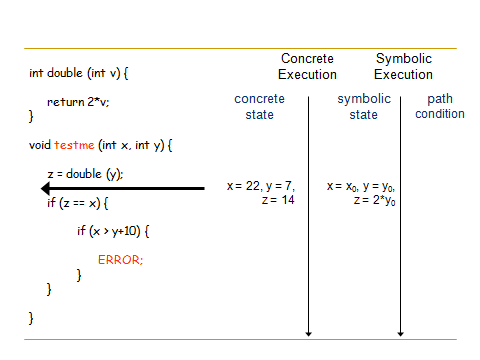 int double (int v) {
return 2*v;
}
void testme (int x, int y) {
z = double (y);
if (z == x) {
if (x > y+10) {
ERROR;
}
}
}
Concrete Execution
Symbolic Execution
concrete state
symbolic state
path condition
x = 22, y = 7,
z = 14
x = x₀, y = y₀,
z = 2*y₀